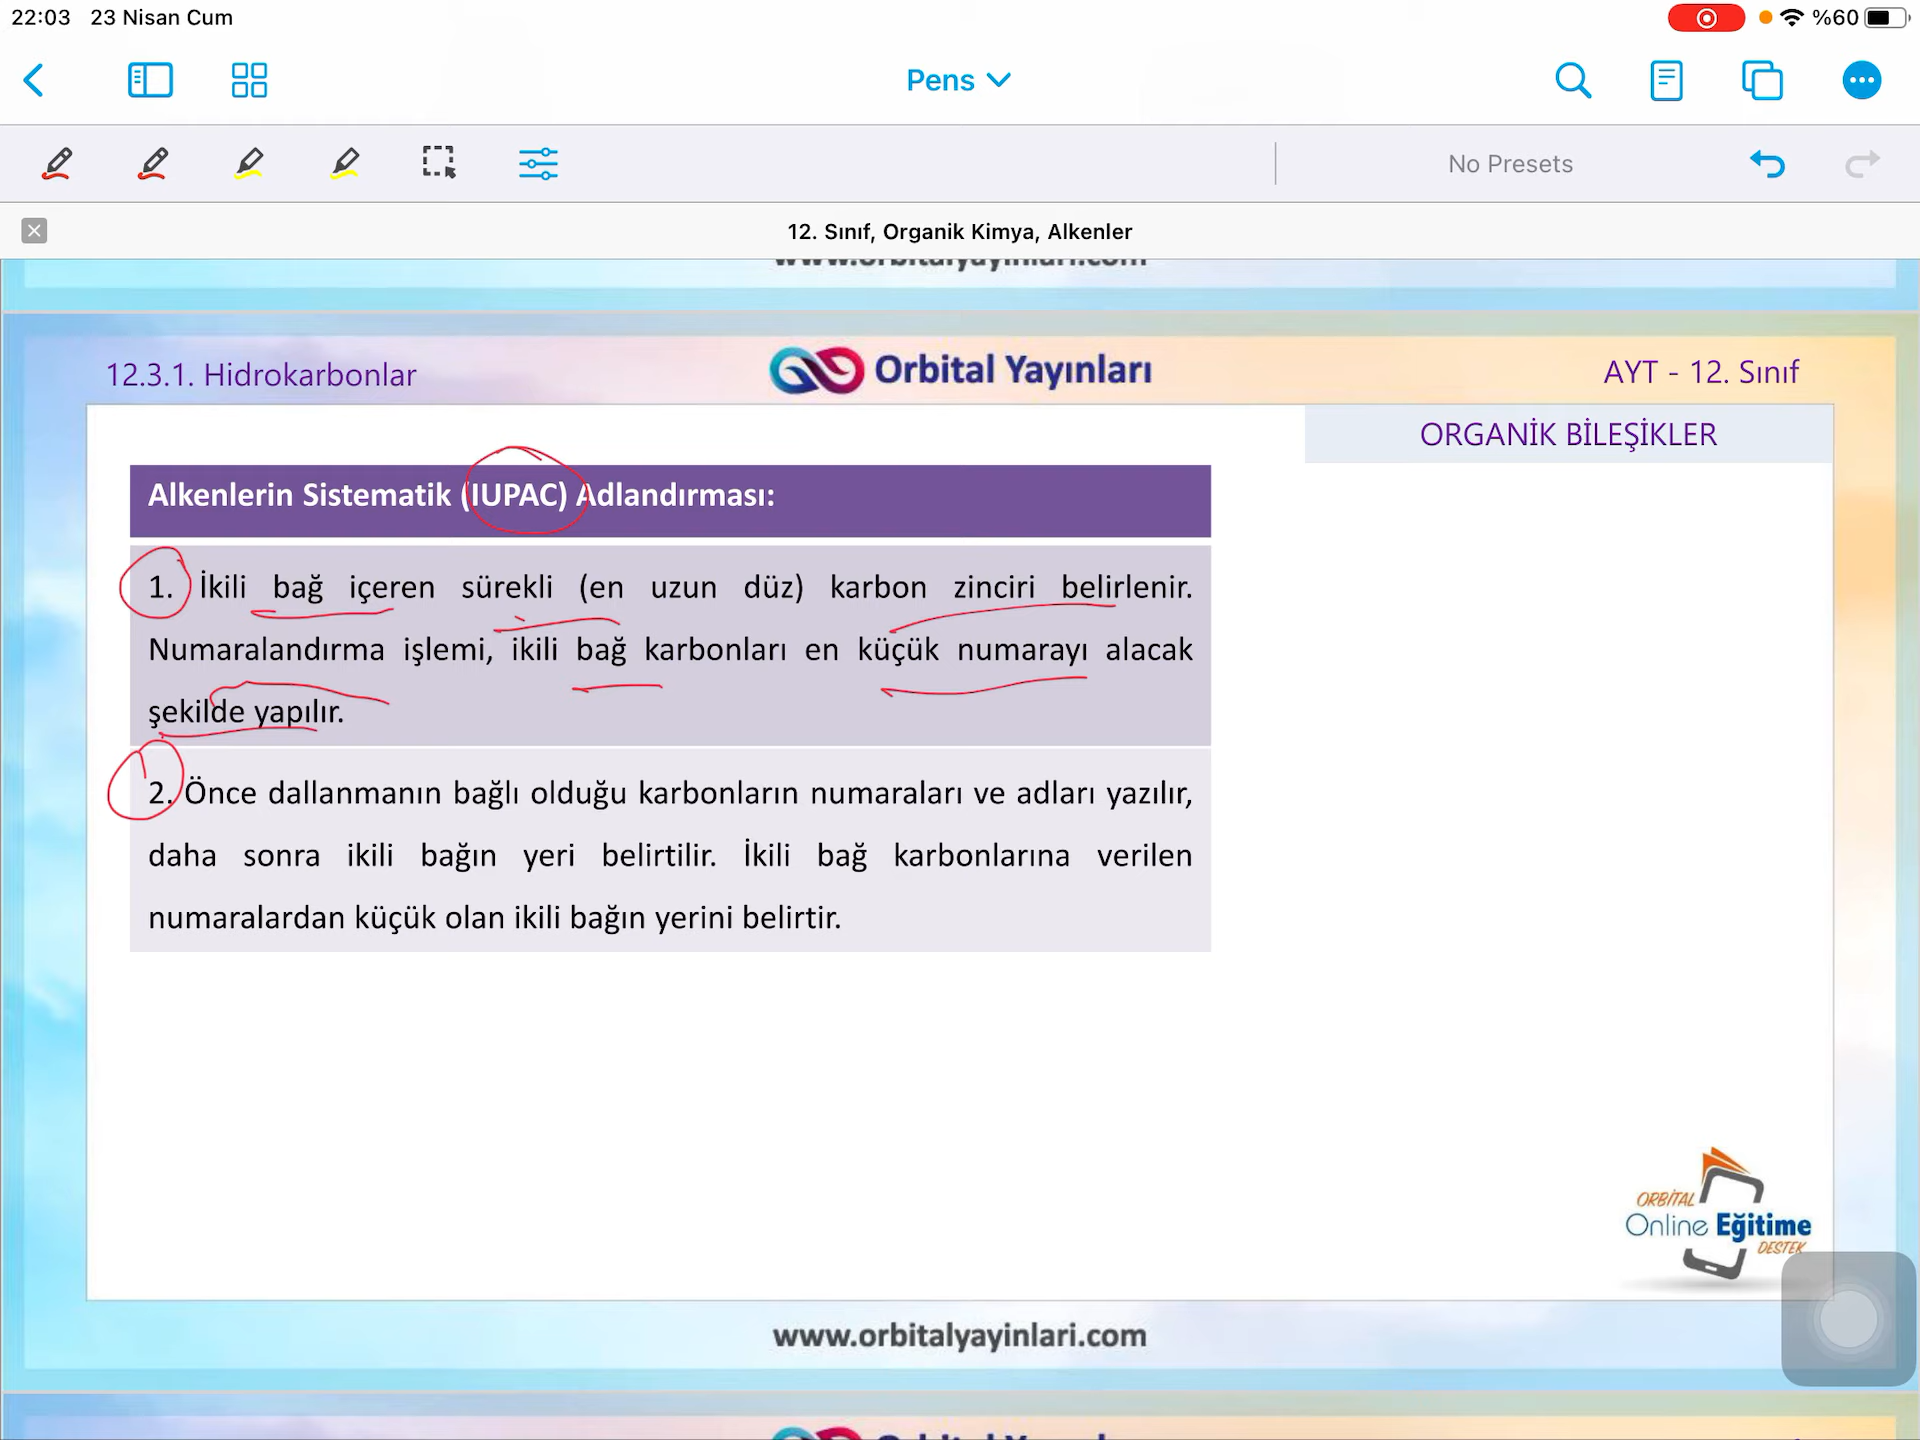 22:03 23 Nisan Cum %60
Pens
No Presets
12. Sınıf, Organik Kimya, Alkenler
www.orbitalyayinlari.com
12.3.1. Hidrokarbonlar
Orbital Yayınları
AYT - 12. Sınıf
ORGANİK BİLEŞİKLER
Alkenlerin Sistematik (IUPAC) Adlandırması:
1. İkili bağ içeren sürekli (en uzun düz) karbon zinciri belirlenir.
Numaralandırma işlemi, ikili bağ karbonları en küçük numarayı alacak
şekilde yapılır.
2. Önce dallanmanın bağlı olduğu karbonların numaraları ve adları yazılır,
daha sonra ikili bağın yeri belirtilir. İkili bağ karbonlarına verilen
numaralardan küçük olan ikili bağın yerini belirtir.
ORBİTAL
Online Eğitime
DESTEK
www.orbitalyayinlari.com